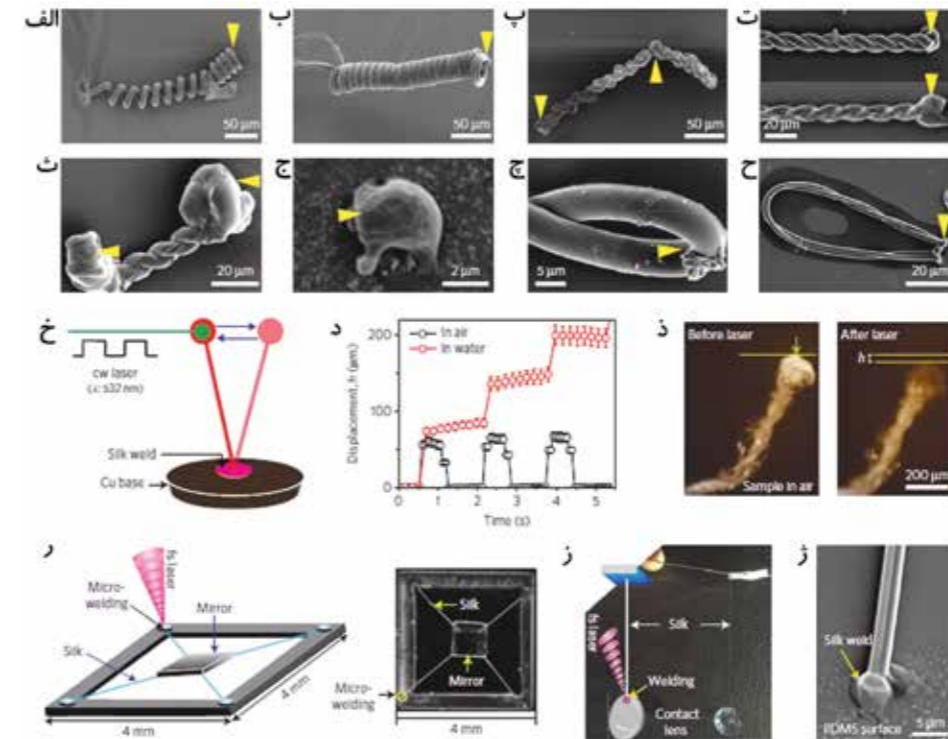 الف
50 µm
ب
50 µm
پ
50 µm
ت
20 µm
ث
20 µm
ج
2 µm
چ
5 µm
ح
20 µm
خ
cw laser
Silk weld
Cu base
د
In air
In water
Displacement, h (µm)
200
100
0
0 1 2 3 4 5
Time (s)
ذ
Before laser
Sample in air
After laser
h
200 µm
ر
fs laser
Micro-
welding
Mirror
Silk
4 mm
4 mm
Silk
Mirror
Micro-
welding
4 mm
ز
Silk
fs laser
Welding
Contact
lens
ژ
Silk weld
PDMS surface
5 µm